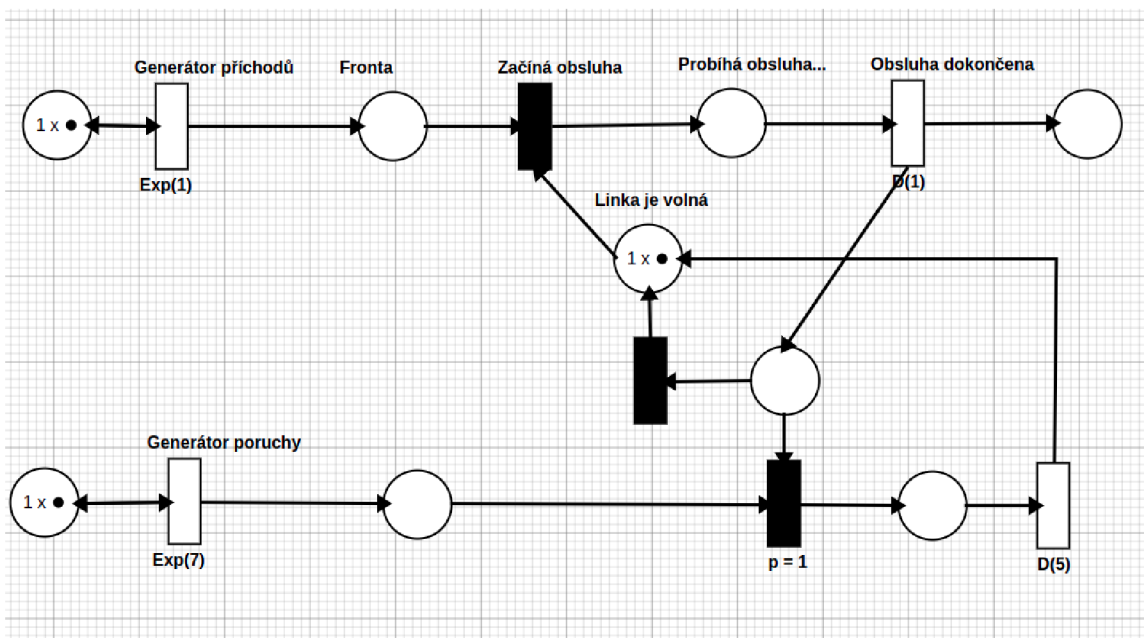 Generátor příchodů
Fronta
Začíná obsluha
Probíhá obsluha...
Obsluha dokončena
1 x
Exp(1)
D(1)
Linka je volná
1 x
Generátor poruchy
1 x
Exp(7)
p = 1
D(5)